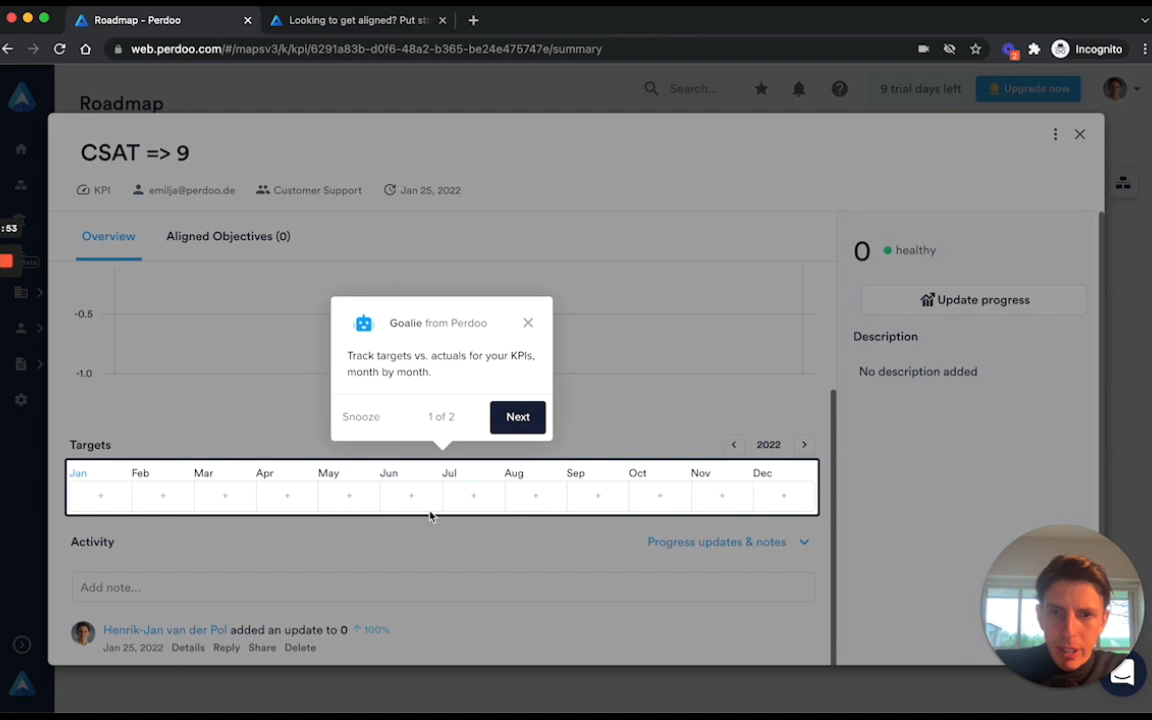 Roadmap - Perdoo
Looking to get aligned? Put str
web.perdoo.com/#/mapsv3/k/kpi/6291a83b-d0f6-48a2-b365-be24e475747e/summary
2
Incognito
Roadmap
Search...
9 trial days left
Upgrade now
CSAT => 9
KPI
emilja@perdoo.de
Customer Support
Jan 25, 2022
:53
Beta
Overview
Aligned Objectives (0)
0
healthy
Update progress
Description
No description added
-0.5
-1.0
Goalie from Perdoo
Track targets vs. actuals for your KPIs,
month by month.
Snooze
1 of 2
Next
Targets
2022
Jan Feb Mar Apr May Jun Jul Aug Sep Oct Nov Dec
+ + + + + + + + + + + +
Activity
Progress updates & notes
Add note...
Henrik-Jan van der Pol added an update to 0 ↑ 100%
Jan 25, 2022 Details Reply Share Delete